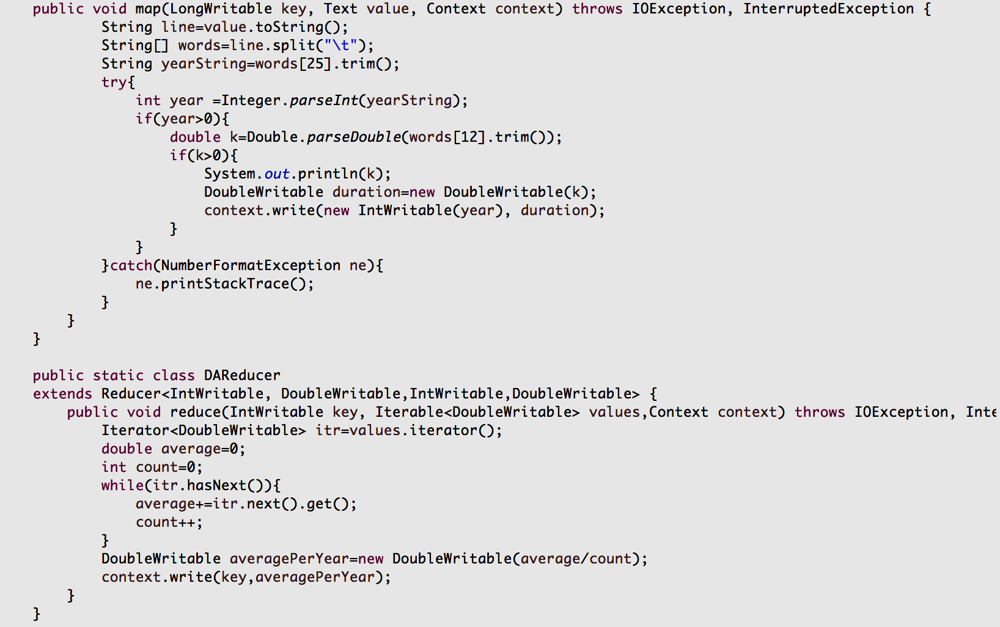 public void map(LongWritable key, Text value, Context context) throws IOException, InterruptedException {
String line=value.toString();
String[] words=line.split("\t");
String yearString=words[25].trim();
try{
int year =Integer.parseInt(yearString);
if(year>0){
double k=Double.parseDouble(words[12].trim());
if(k>0){
System.out.println(k);
DoubleWritable duration=new DoubleWritable(k);
context.write(new IntWritable(year), duration);
}
}
}catch(NumberFormatException ne){
ne.printStackTrace();
}
}
}
public static class DAReducer
extends Reducer<IntWritable, DoubleWritable,IntWritable,DoubleWritable> {
public void reduce(IntWritable key, Iterable<DoubleWritable> values,Context context) throws IOException, Inte
Iterator<DoubleWritable> itr=values.iterator();
double average=0;
int count=0;
while(itr.hasNext()){
average+=itr.next().get();
count++;
}
DoubleWritable averagePerYear=new DoubleWritable(average/count);
context.write(key,averagePerYear);
}
}